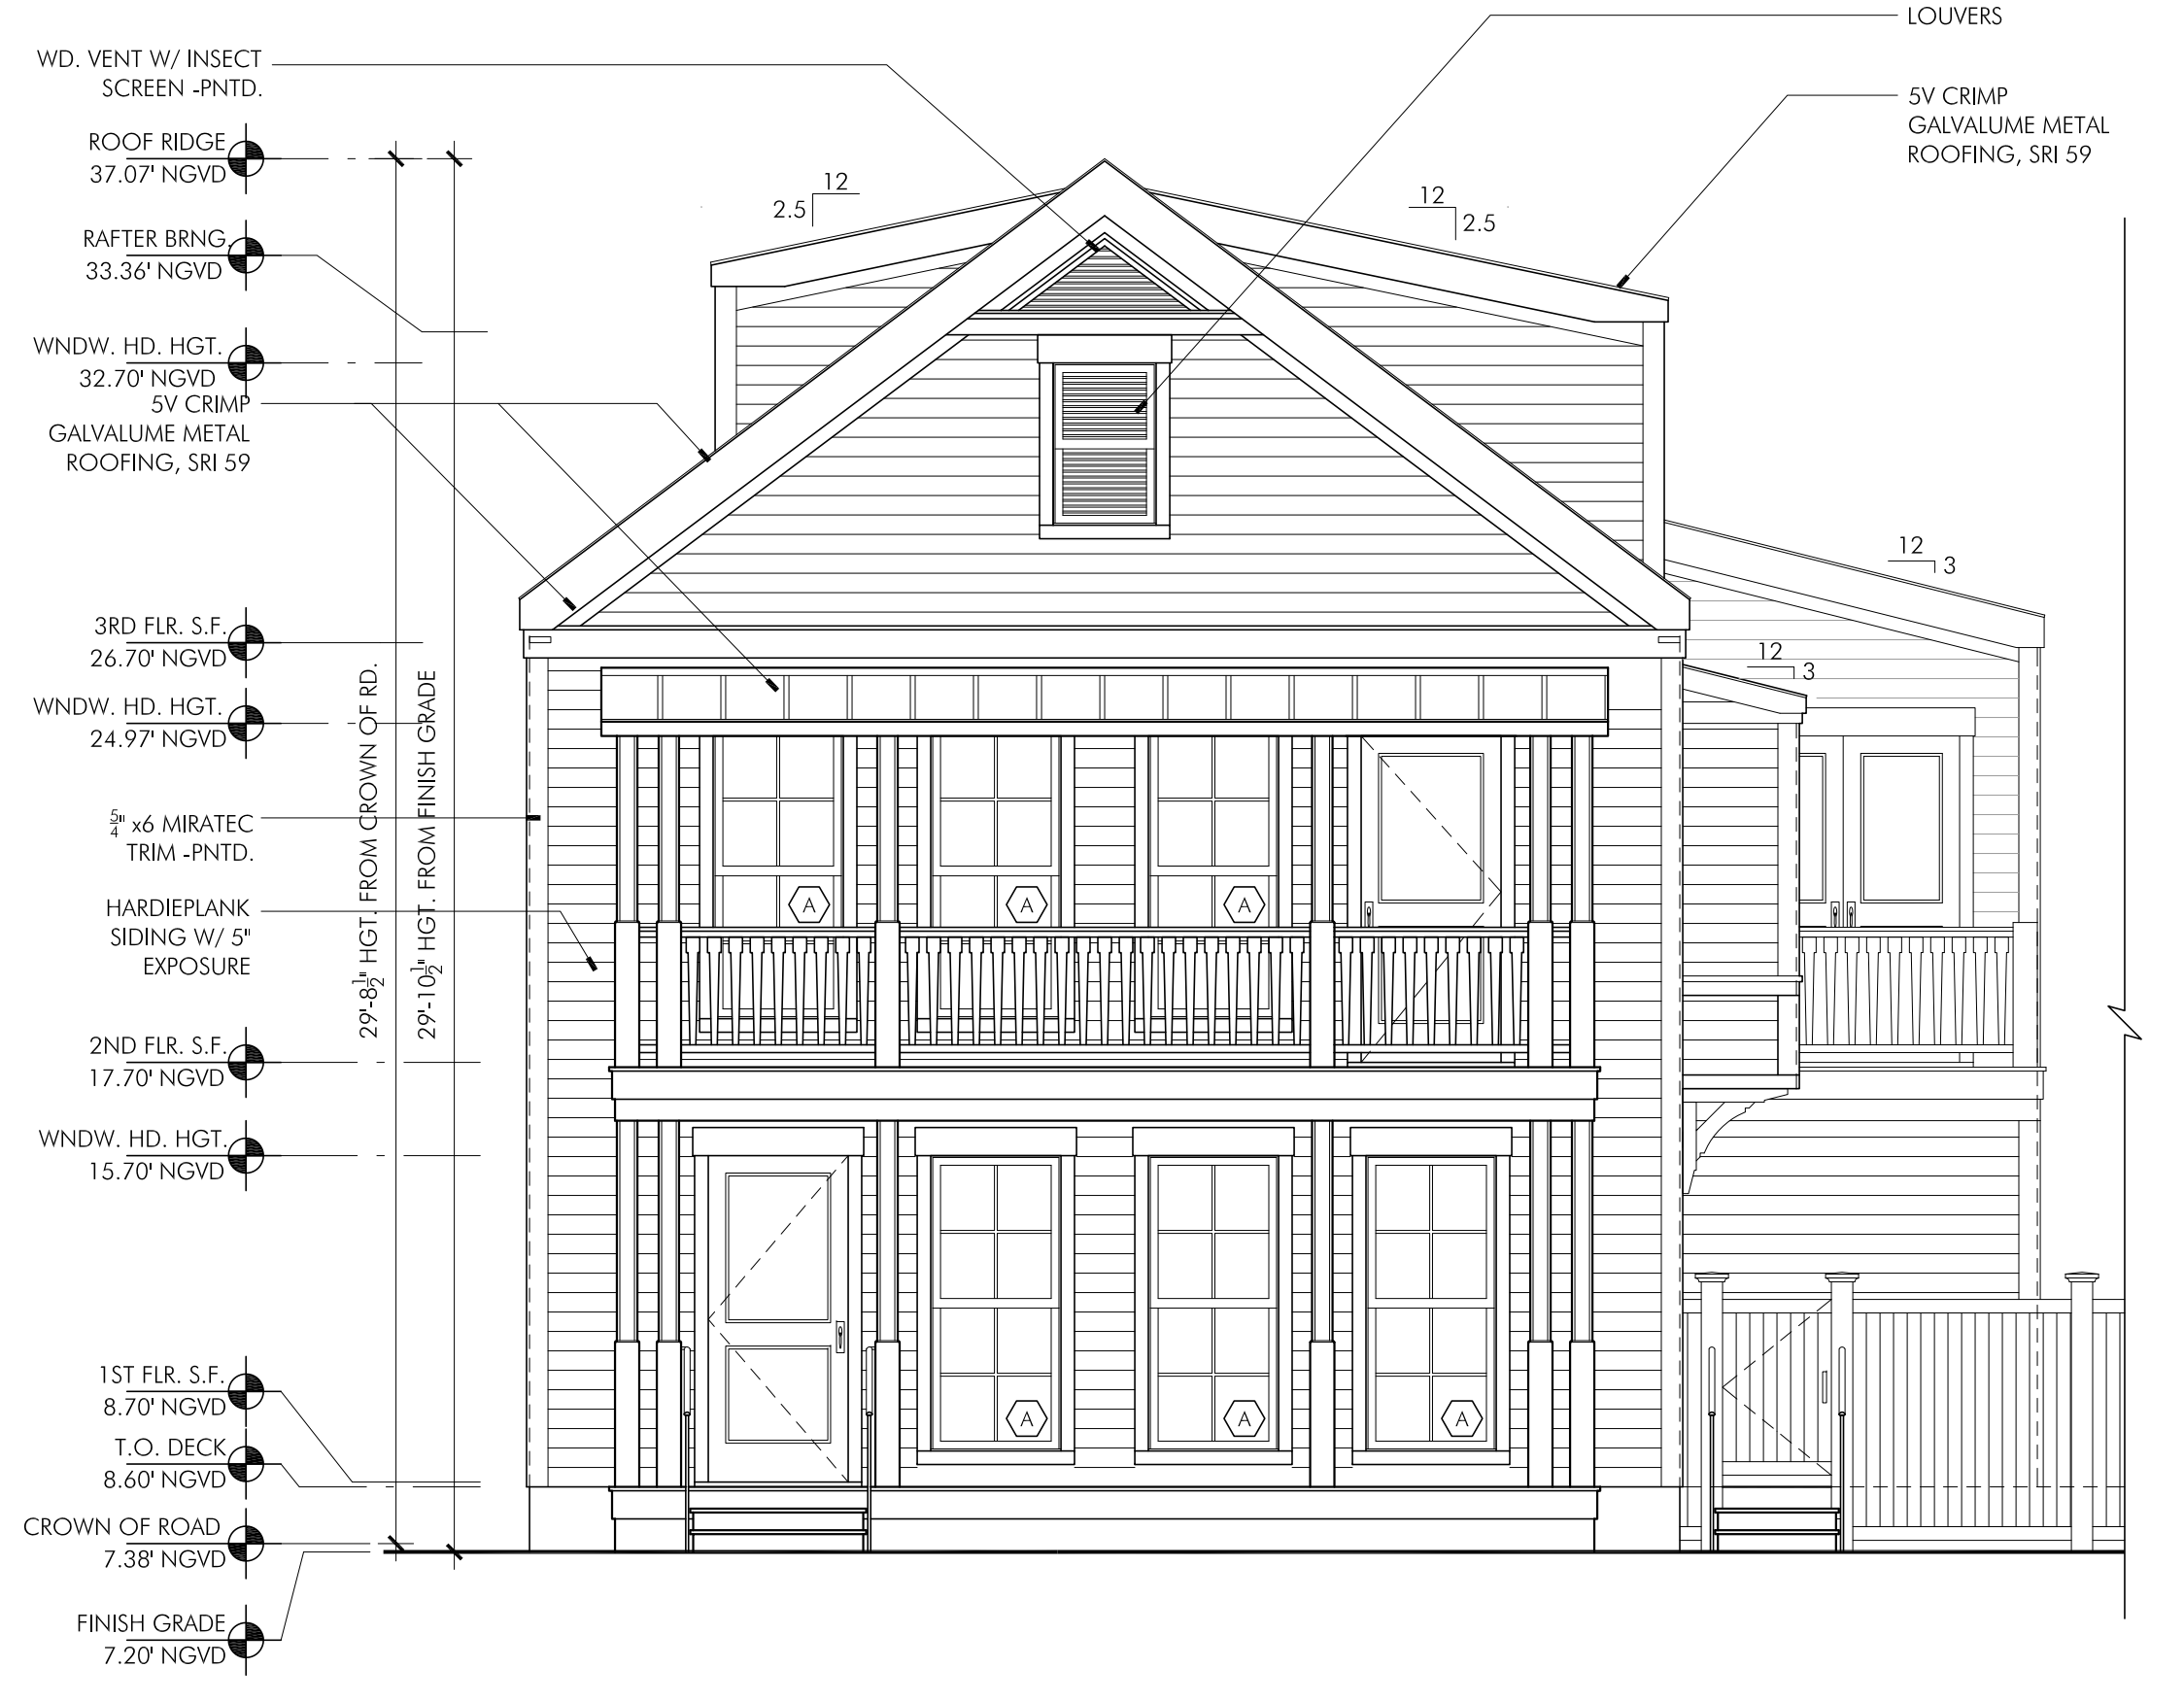 LOUVERS
WD. VENT W/ INSECT
SCREEN -PNTD.
5V CRIMP
GALVALUME METAL
ROOFING, SRI 59
ROOF RIDGE
37.07' NGVD
12
2.5
12
2.5
RAFTER BRNG.
33.36' NGVD
WNDW. HD. HGT.
32.70' NGVD
5V CRIMP
GALVALUME METAL
ROOFING, SRI 59
12
3
3RD FLR. S.F.
26.70' NGVD
12
3
WNDW. HD. HGT.
24.97' NGVD
29'-8 1/2" HGT. FROM CROWN OF RD.
29'-10 1/2" HGT. FROM FINISH GRADE
5/4" x6 MIRATEC
TRIM -PNTD.
A
A
A
HARDIEPLANK
SIDING W/ 5"
EXPOSURE
2ND FLR. S.F.
17.70' NGVD
WNDW. HD. HGT.
15.70' NGVD
1ST FLR. S.F.
8.70' NGVD
A
A
A
T.O. DECK
8.60' NGVD
CROWN OF ROAD
7.38' NGVD
FINISH GRADE
7.20' NGVD